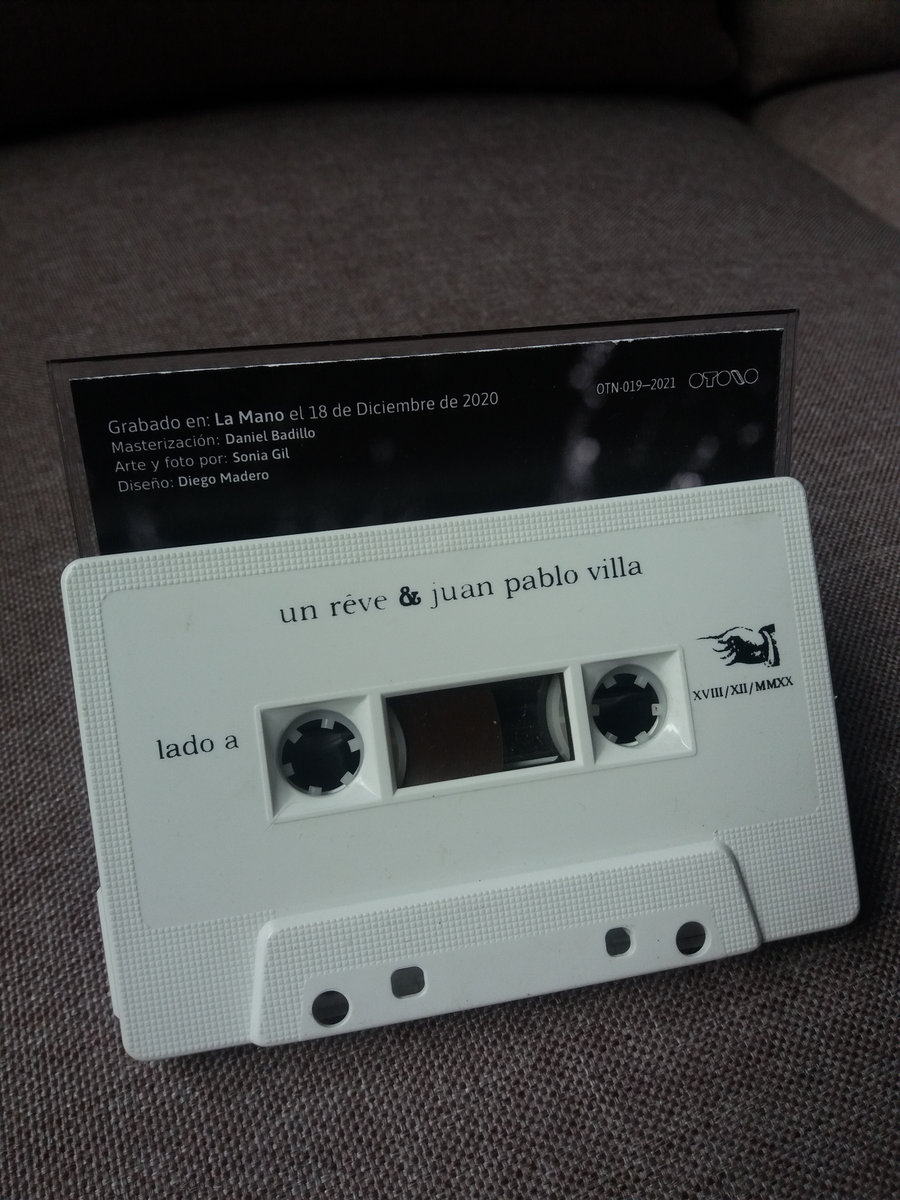 Grabado en: La Mano el 18 de Diciembre de 2020
Masterización: Daniel Badillo
Arte y foto por: Sonia Gil
Diseño: Diego Madero
OTN-019—2021 OTONO
un rêve & juan pablo villa
lado a
XVIII/XII/MMXX